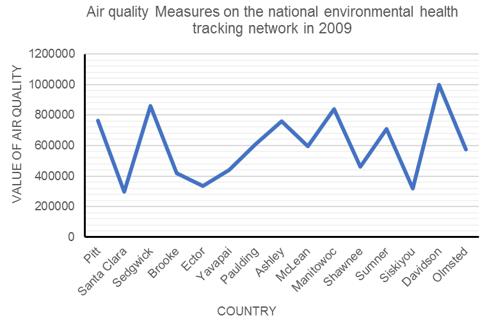 Air quality Measures on the national environmental health
tracking network in 2009
VALUE OF AIR QUALITY
1200000
1000000
800000
600000
400000
200000
0
Pitt
Santa Clara
Sedgwick
Brooke
Ector
Yavapai
Paulding
Ashley
McLean
Manitowoc
Shawnee
Sumner
Siskiyou
Davidson
Olmsted
COUNTRY